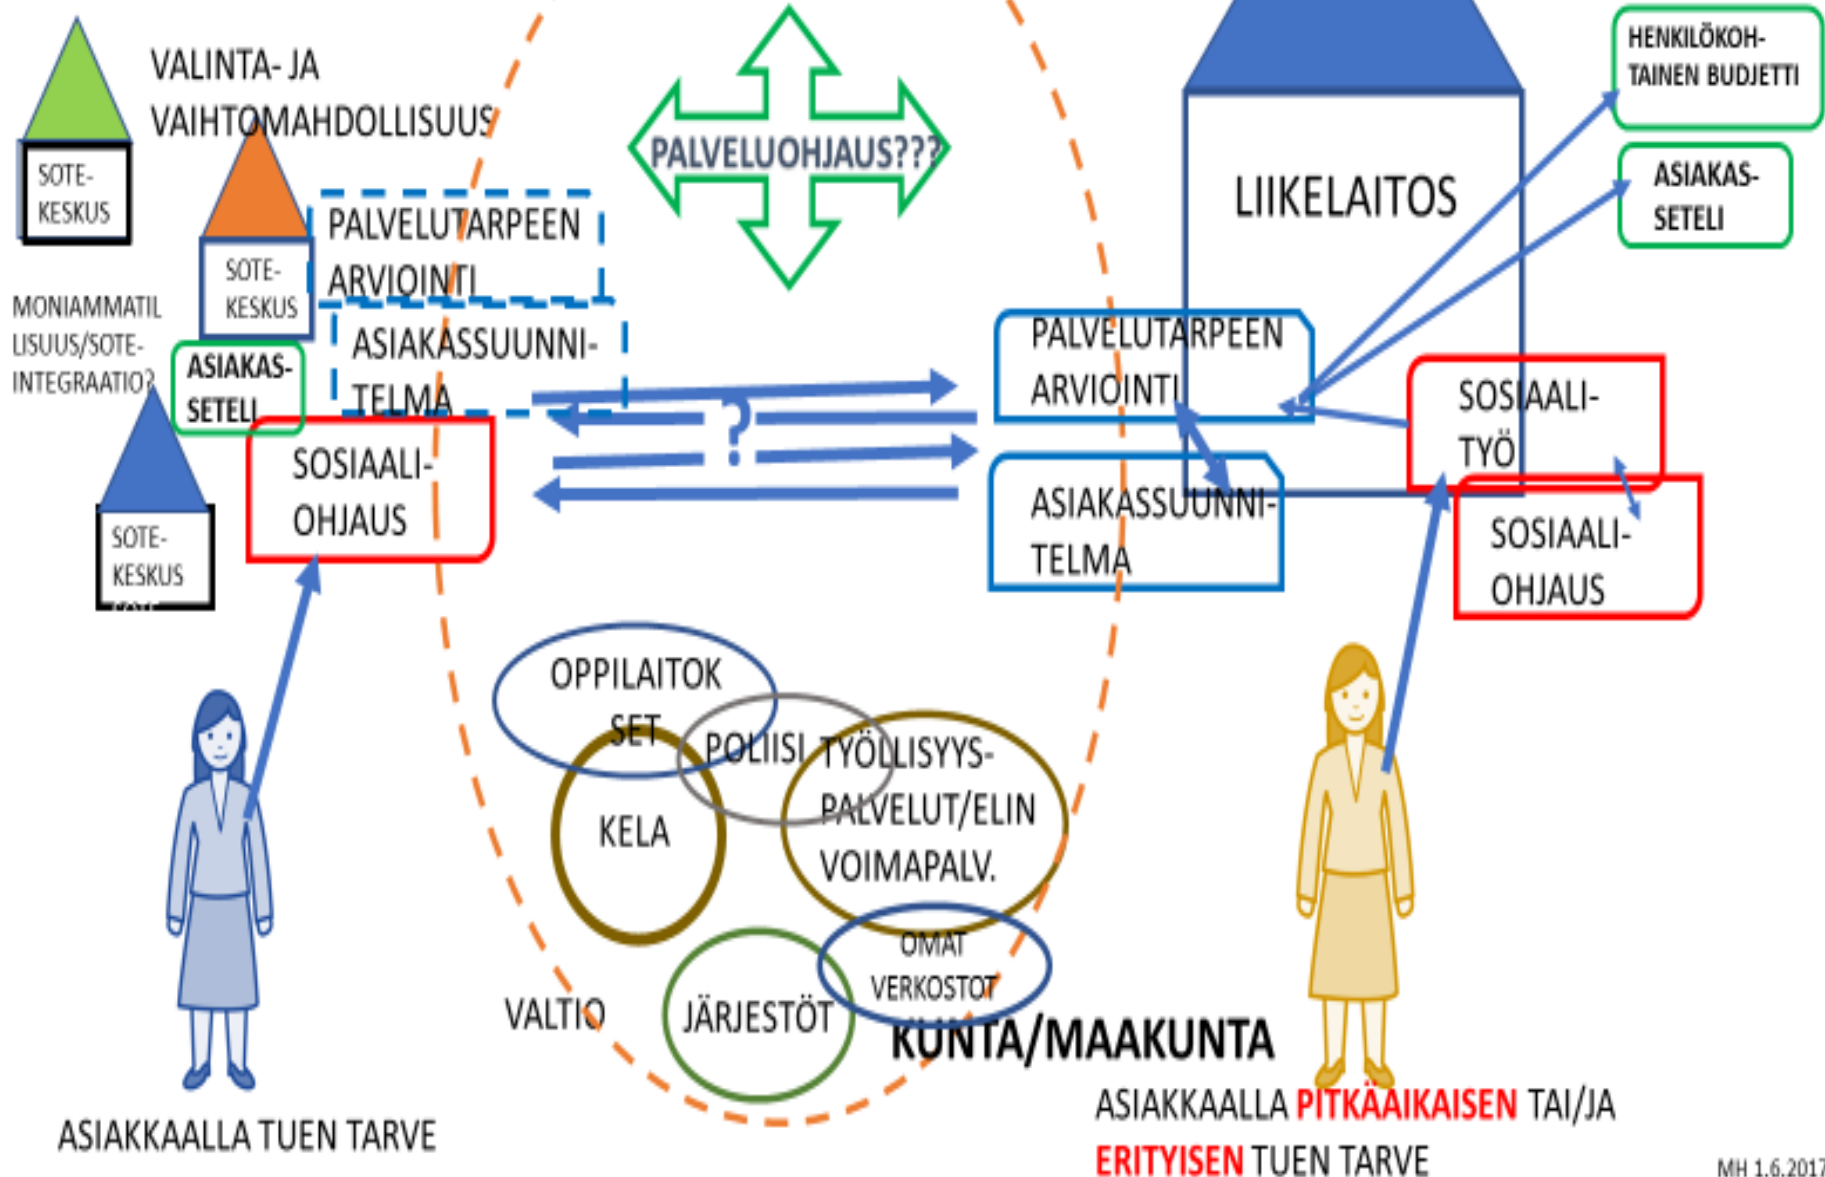 VALINTA- JA
VAIHTOMAHDOLLISUUS
SOTE-
KESKUS
SOTE-
KESKUS
PALVELUTARPEEN
ARVIOINTI
ASIAKASSUUNNI-
TELMA
MONIAMMATIL
LISUUS/SOTE-
INTEGRAATIO?
ASIAKAS-
SETELI
SOSIAALI-
OHJAUS
SOTE-
KESKUS
PALVELUOHJAUS???
?
LIIKELAITOS
HENKILÖKOH-
TAINEN BUDJETTI
ASIAKAS-
SETELI
PALVELUTARPEEN
ARVIOINTI
ASIAKASSUUNNI-
TELMA
SOSIAALI-
TYÖ
SOSIAALI-
OHJAUS
OPPILAITOK
SET
POLIISI
KELA
TYÖLLISYYS-
PALVELUT/ELIN
VOIMAPALV.
OMAT
VERKOSTOT
JÄRJESTÖT
VALTIO
KUNTA/MAAKUNTA
ASIAKKAALLA TUEN TARVE
ASIAKKAALLA PITKÄAIKAISEN TAI/JA
ERITYISEN TUEN TARVE
MH 1.6.2017